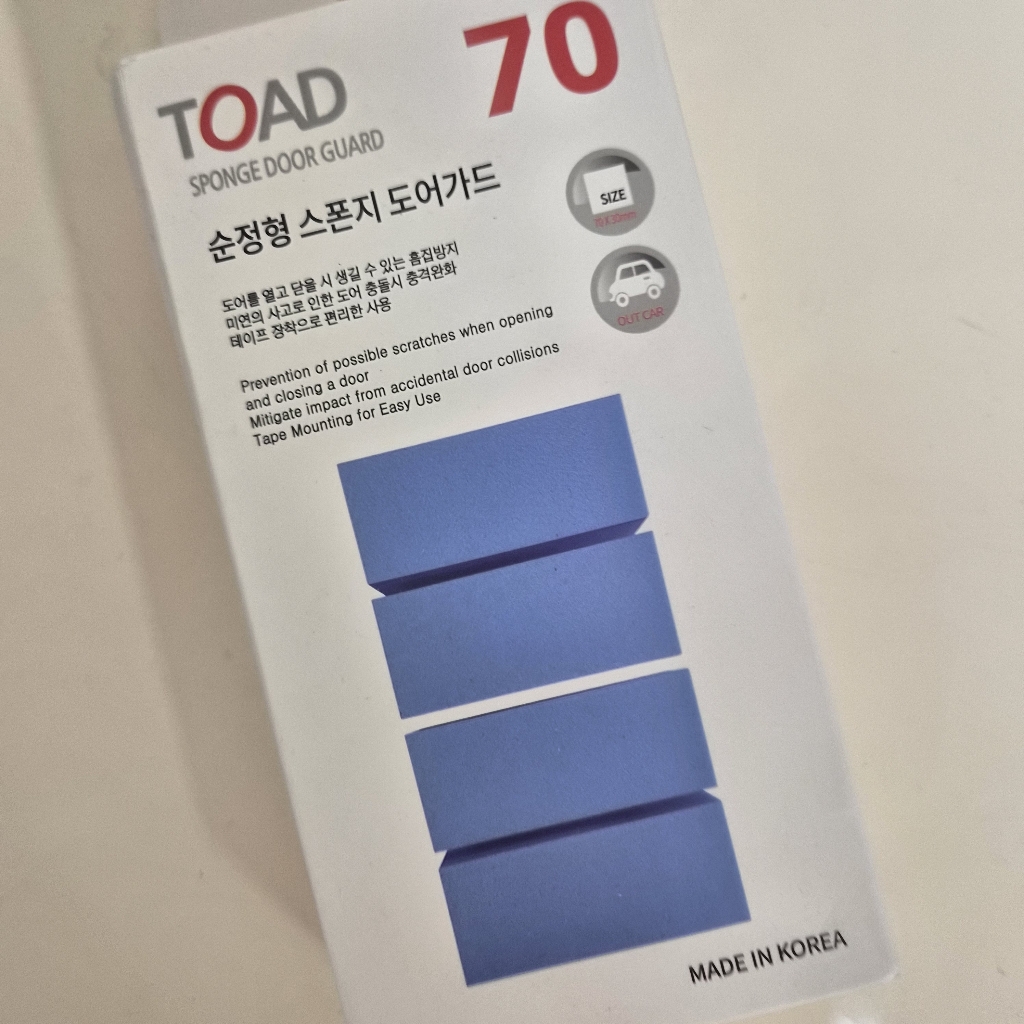 TOAD
70
SPONGE DOOR GUARD
순정형 스폰지 도어가드
SIZE
70X30mm
도어를 열고 닫을 시 생길 수 있는 흠집방지
미연의 사고로 인한 도어 충돌시 충격완화
테이프 장착으로 편리한 사용
OUT CAR
Prevention of possible scratches when opening
and closing a door
Mitigate impact from accidental door collisions
Tape Mounting for Easy Use
MADE IN KOREA